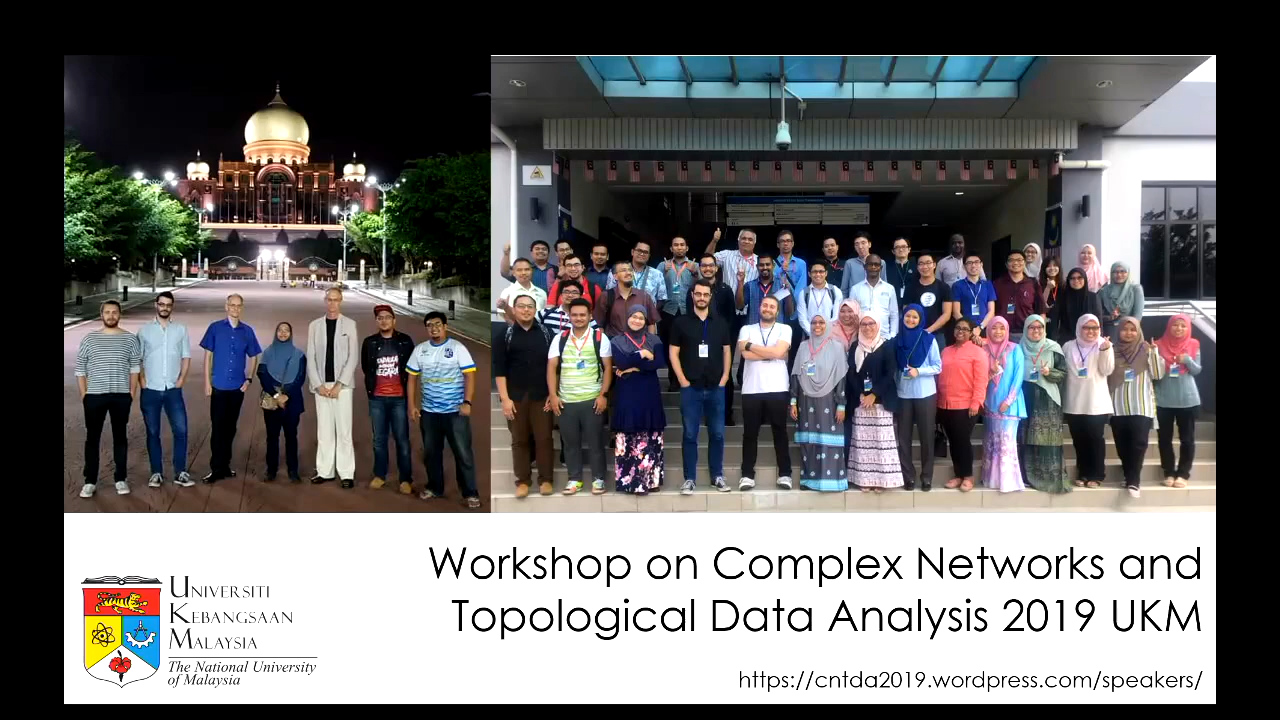 Workshop on Complex Networks and
Topological Data Analysis 2019 UKM
UNIVERSITI
KEBANGSAAN
MALAYSIA
The National University
of Malaysia
https://cntda2019.wordpress.com/speakers/